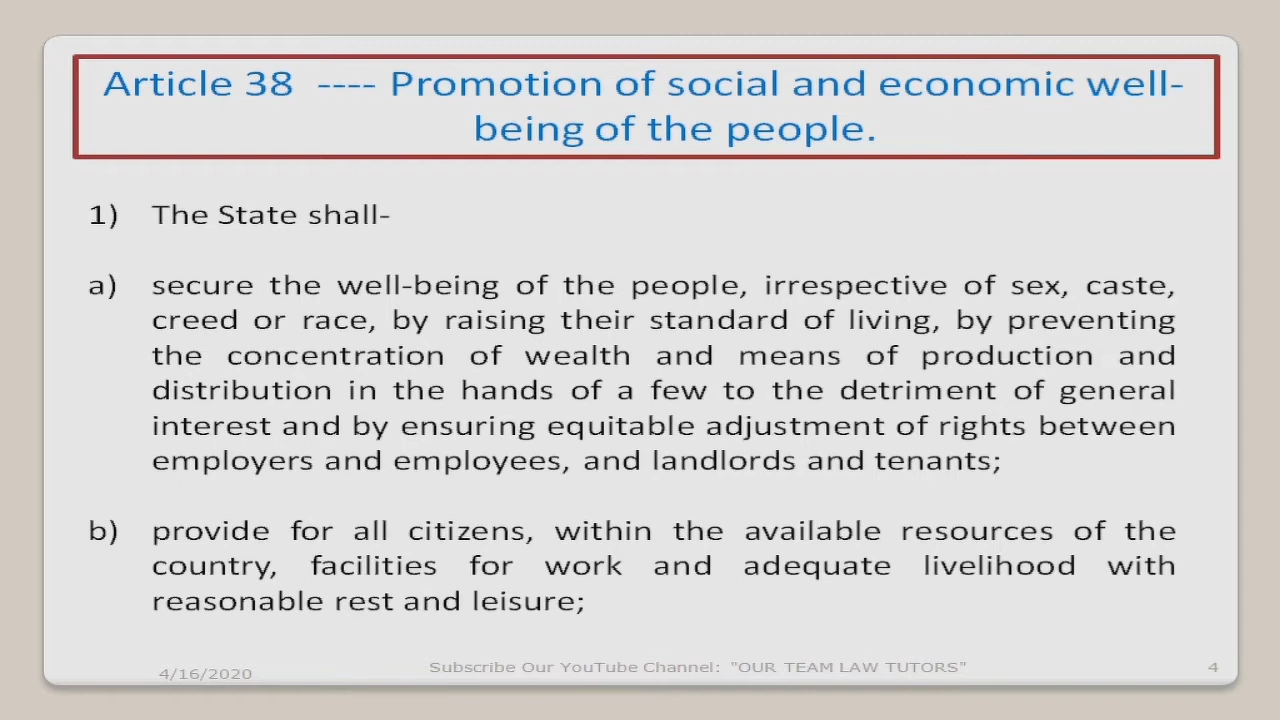 Article 38 ---- Promotion of social and economic well-
being of the people.
1) The State shall-
a) secure the well-being of the people, irrespective of sex, caste,
creed or race, by raising their standard of living, by preventing
the concentration of wealth and means of production and
distribution in the hands of a few to the detriment of general
interest and by ensuring equitable adjustment of rights between
employers and employees, and landlords and tenants;
b) provide for all citizens, within the available resources of the
country, facilities for work and adequate livelihood with
reasonable rest and leisure;
4/16/2020 Subscribe Our YouTube Channel: "OUR TEAM LAW TUTORS" 4